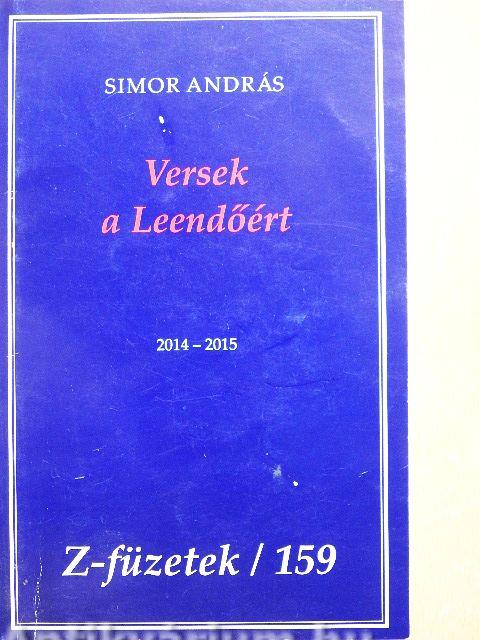 SIMOR ANDRÁS
Versek
a Leendőért
2014 – 2015
Z-füzetek / 159